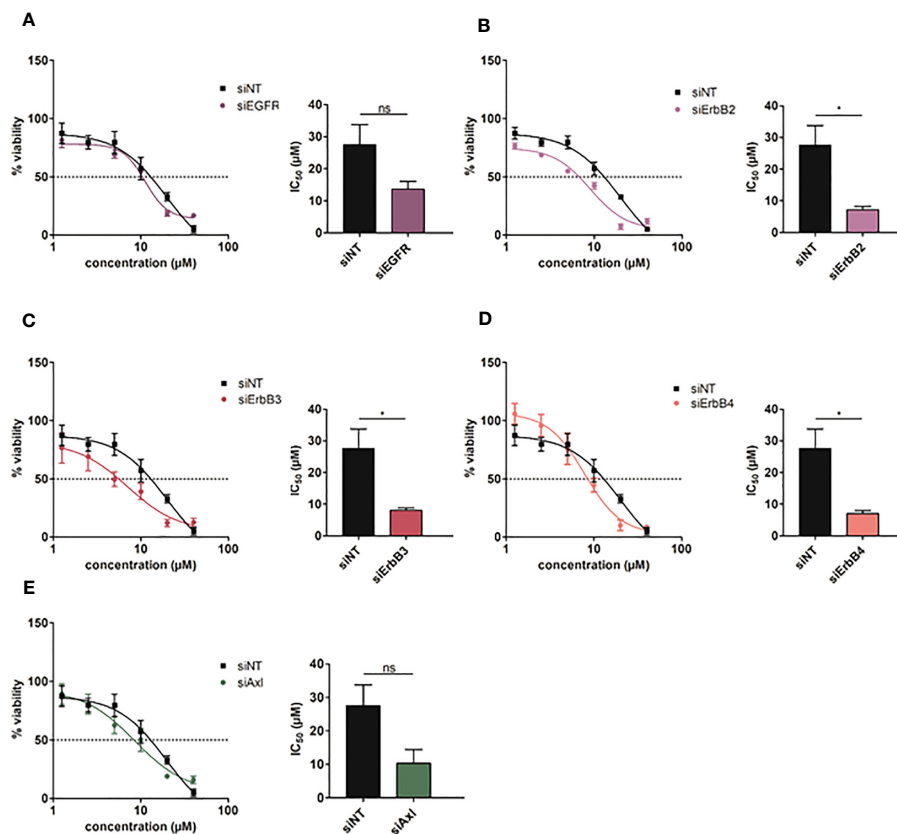 A
siNT
siEGFR
% viability
150
100
50
0
1
10
100
concentration (µM)
ns
IC50 (µM)
40
30
20
10
0
siNT
siEGFR
B
siNT
siErbB2
% viability
150
100
50
0
1
10
100
concentration (µM)
*
IC50 (µM)
40
30
20
10
0
siNT
siErbB2
C
siNT
siErbB3
% viability
150
100
50
0
1
10
100
concentration (µM)
*
IC50 (µM)
40
30
20
10
0
siNT
siErbB3
D
siNT
siErbB4
% viability
150
100
50
0
1
10
100
concentration (µM)
*
IC50 (µM)
40
30
20
10
0
siNT
siErbB4
E
siNT
siAxl
% viability
150
100
50
0
1
10
100
concentration (µM)
ns
IC50 (µM)
40
30
20
10
0
siNT
siAxl